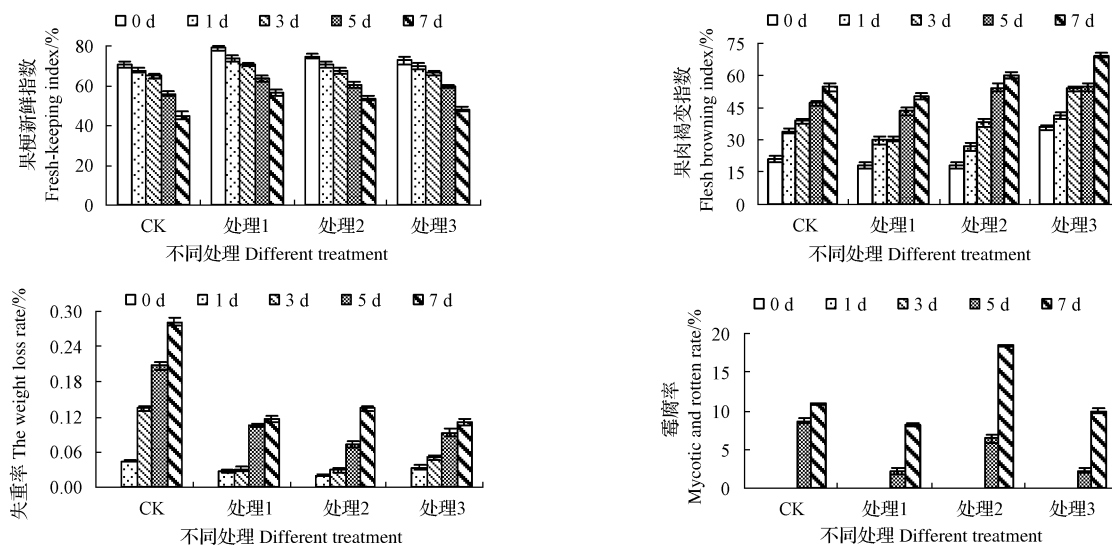 0 d 1 d 3 d 5 d 7 d
果梗新鲜指数
Fresh-keeping index/%
80
60
40
20
0
CK 处理1 处理2 处理3
不同处理 Different treatment
0 d 1 d 3 d 5 d 7 d
果肉褐变指数
Flesh browning index/%
75
60
45
30
15
0
CK 处理1 处理2 处理3
不同处理 Different treatment
0 d 1 d 3 d 5 d 7 d
失重率 The weight loss rate/%
0.30
0.24
0.18
0.12
0.06
0.00
CK 处理1 处理2 处理3
不同处理 Different treatment
0 d 1 d 3 d 5 d 7 d
霉腐率
Mycotic and rotten rate/%
20
15
10
5
0
CK 处理1 处理2 处理3
不同处理 Different treatment